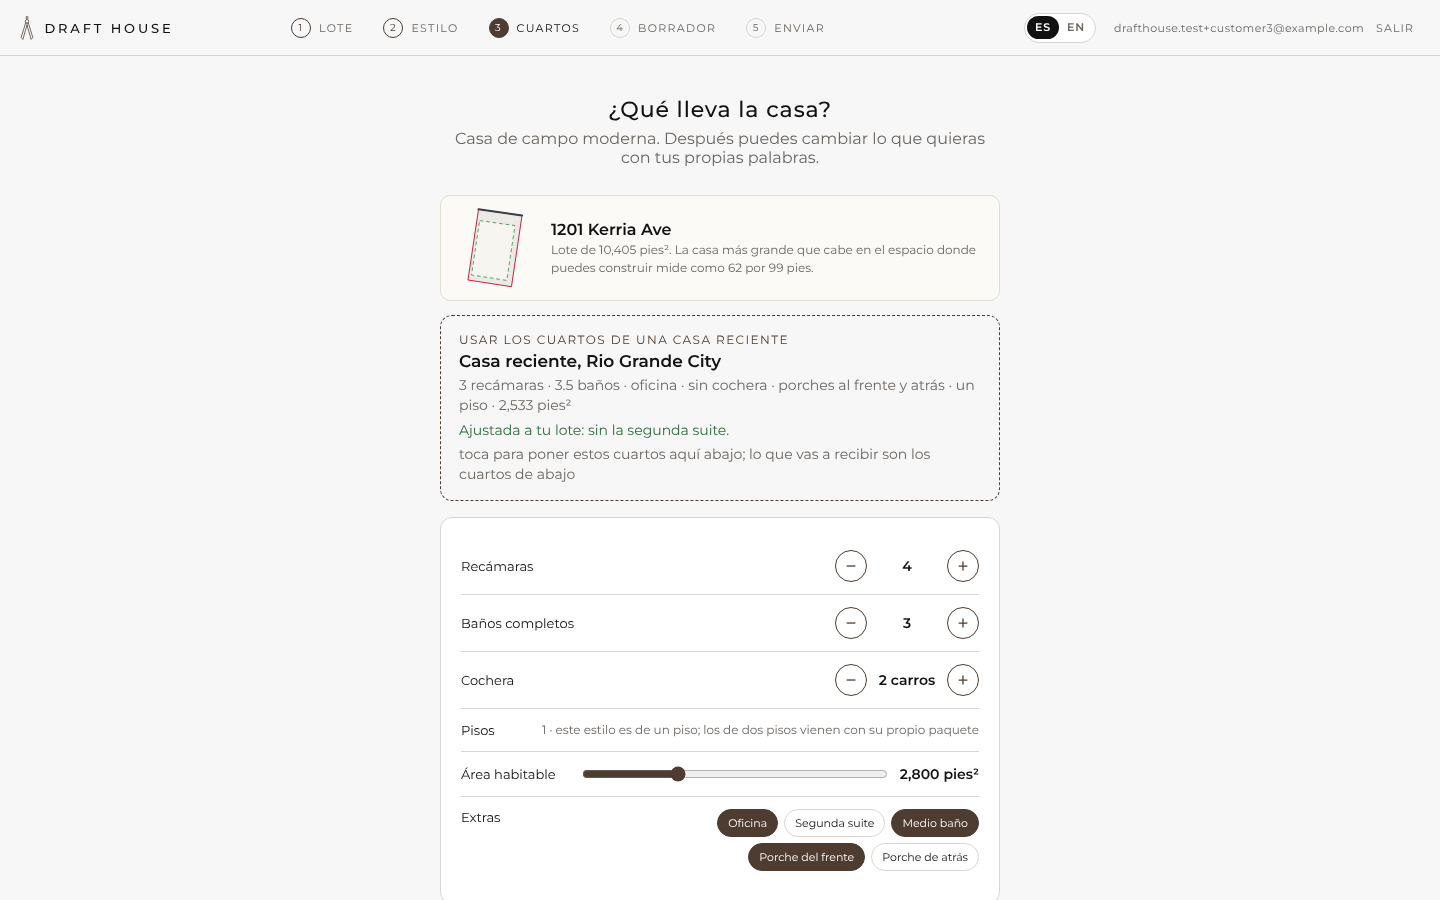 DRAFT HOUSE
1 LOTE 2 ESTILO 3 CUARTOS 4 BORRADOR 5 ENVIAR
ES EN drafthouse.test+customer3@example.com SALIR
¿Qué lleva la casa?
Casa de campo moderna. Después puedes cambiar lo que quieras
con tus propias palabras.
1201 Kerria Ave
Lote de 10,405 pies². La casa más grande que cabe en el espacio donde
puedes construir mide como 62 por 99 pies.
USAR LOS CUARTOS DE UNA CASA RECIENTE
Casa reciente, Rio Grande City
3 recámaras · 3.5 baños · oficina · sin cochera · porches al frente y atrás · un
piso · 2,533 pies²
Ajustada a tu lote: sin la segunda suite.
toca para poner estos cuartos aquí abajo; lo que vas a recibir son los
cuartos de abajo
Recámaras − 4 +
Baños completos − 3 +
Cochera − 2 carros +
Pisos 1 · este estilo es de un piso; los de dos pisos vienen con su propio paquete
Área habitable 2,800 pies²
Extras Oficina Segunda suite Medio baño
Porche del frente Porche de atrás